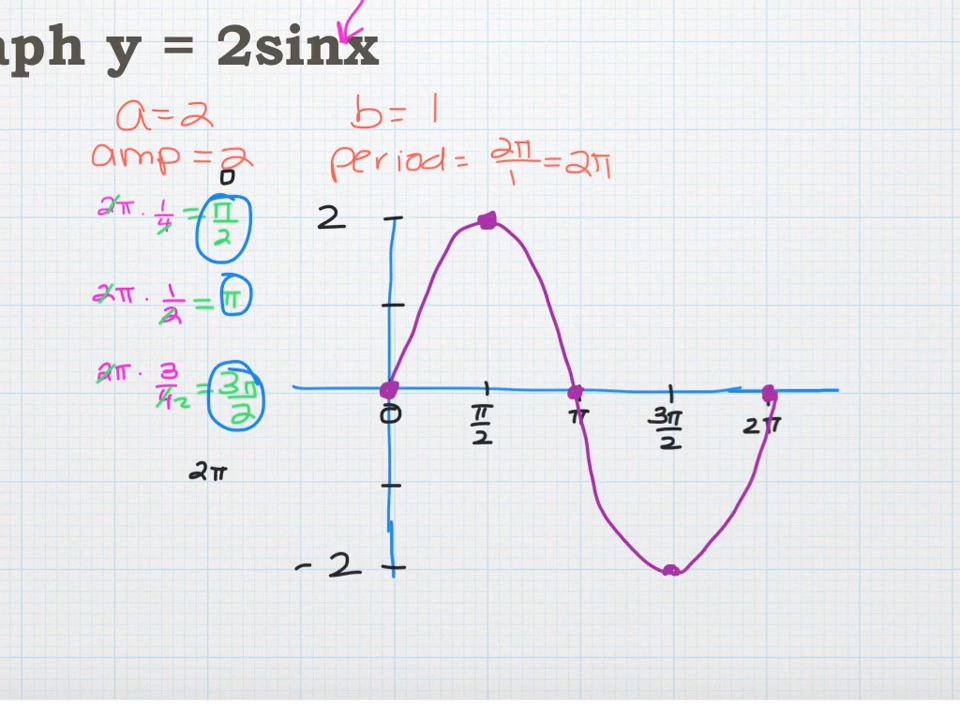 y = 2sinx
a=2
b= 1
amp = 2
period = 2π/1 = 2π
0
2π · 1/4 = π/2
2π · 1/2 = π
2π · 3/4 2 = 3π/2
2π
2
0 π/2 π 3π/2 2π
-2